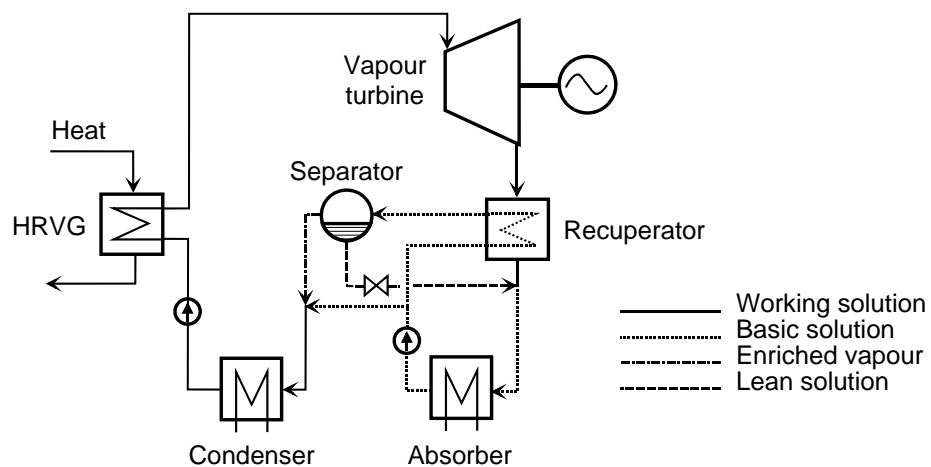 Vapour
turbine
Heat
Separator
HRVG
Recuperator
Working solution
Basic solution
Enriched vapour
Lean solution
Condenser
Absorber